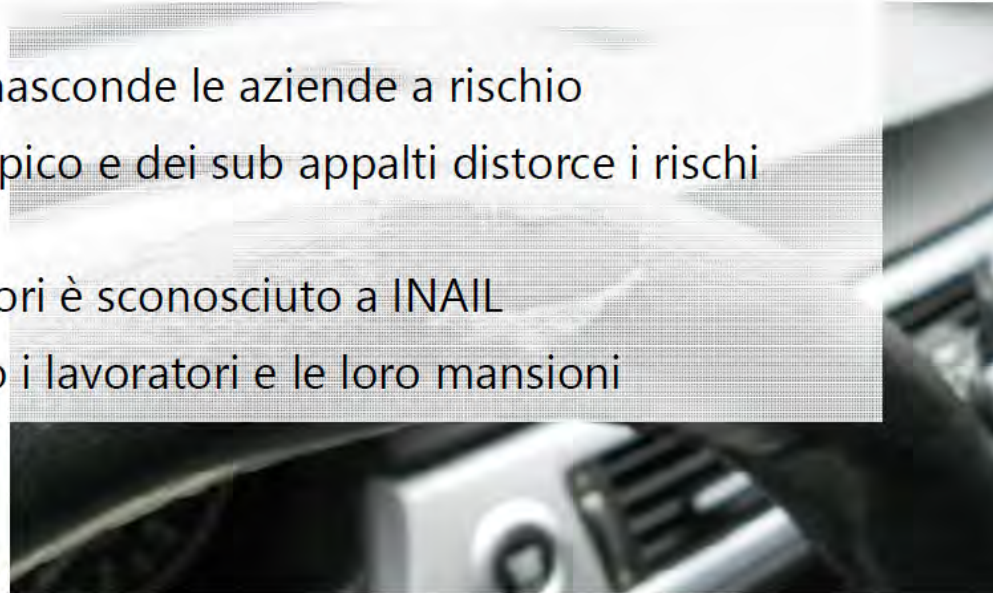 nasconde le aziende a rischio
pico e dei sub appalti distorce i rischi
ori è sconosciuto a INAIL
o i lavoratori e le loro mansioni